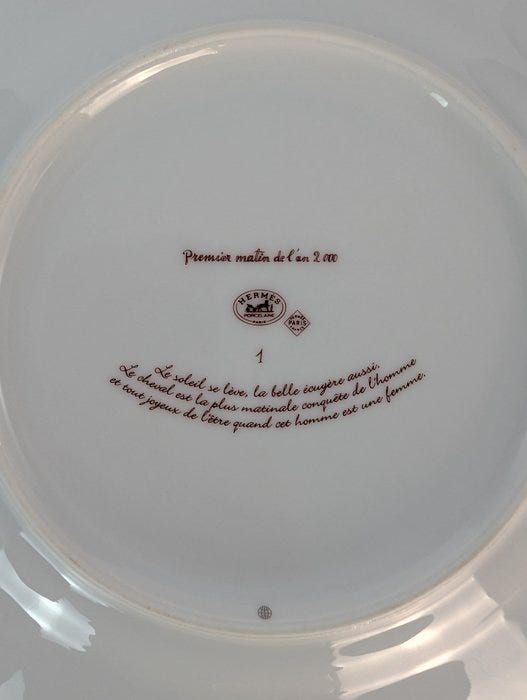 Premier matin de l'an 2000
HERMÈS
PORCELAINE
PARIS
PARIS
1
Le soleil se lève, la belle écuyère aussi.
Le cheval est la plus matinale conquête de l'homme
et tout joyeux de l'être quand cet homme est une femme.